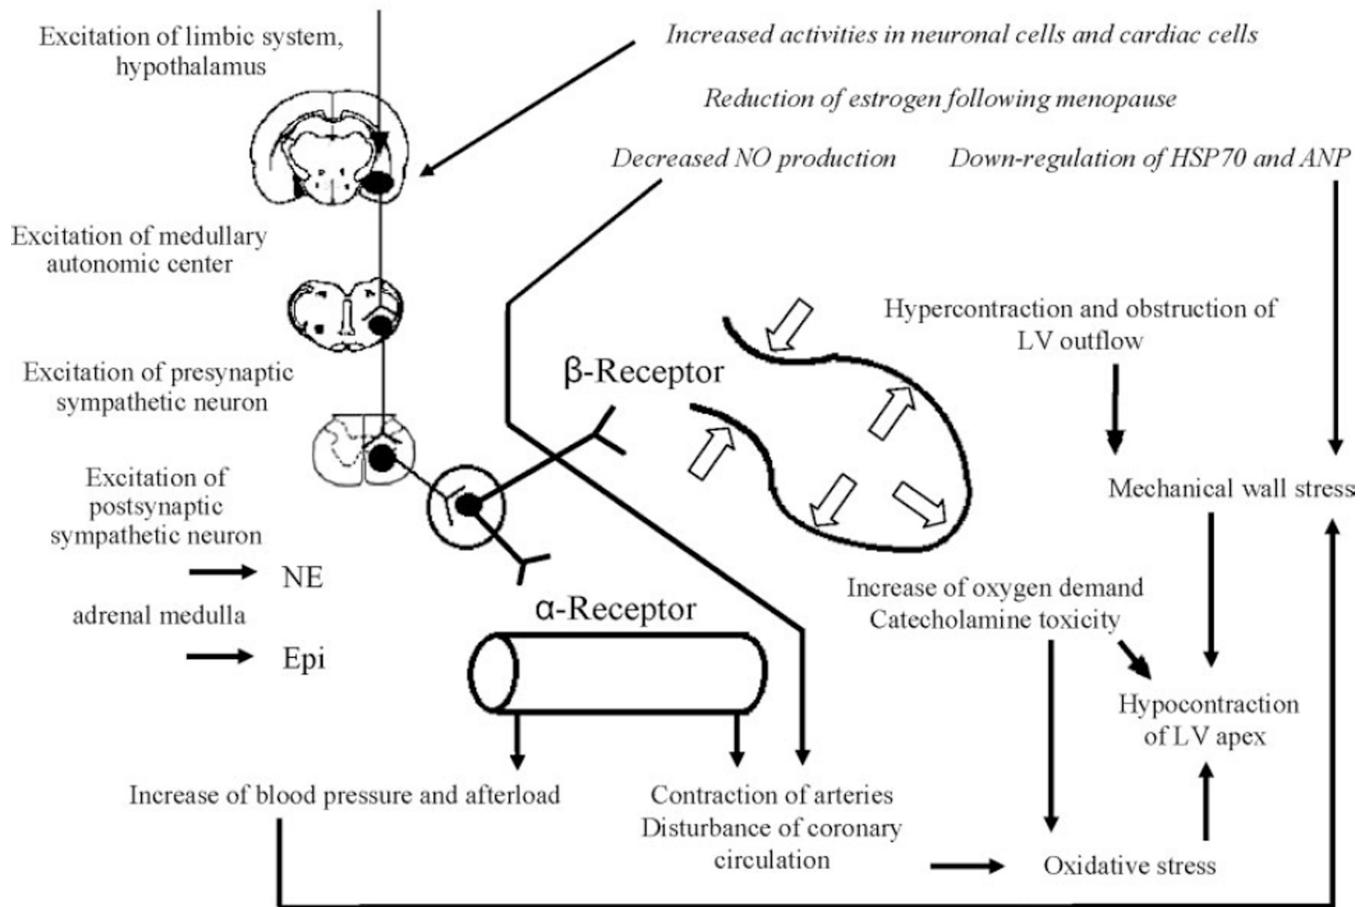 Excitation of limbic system,
hypothalamus
Increased activities in neuronal cells and cardiac cells
Reduction of estrogen following menopause
Decreased NO production
Down-regulation of HSP70 and ANP
Excitation of medullary
autonomic center
Hypercontraction and obstruction of
LV outflow
Excitation of presynaptic
sympathetic neuron
β-Receptor
Excitation of
postsynaptic
sympathetic neuron
NE
adrenal medulla
Epi
Mechanical wall stress
α-Receptor
Increase of oxygen demand
Catecholamine toxicity
Hypocontraction
of LV apex
Increase of blood pressure and afterload
Contraction of arteries
Disturbance of coronary
circulation
Oxidative stress